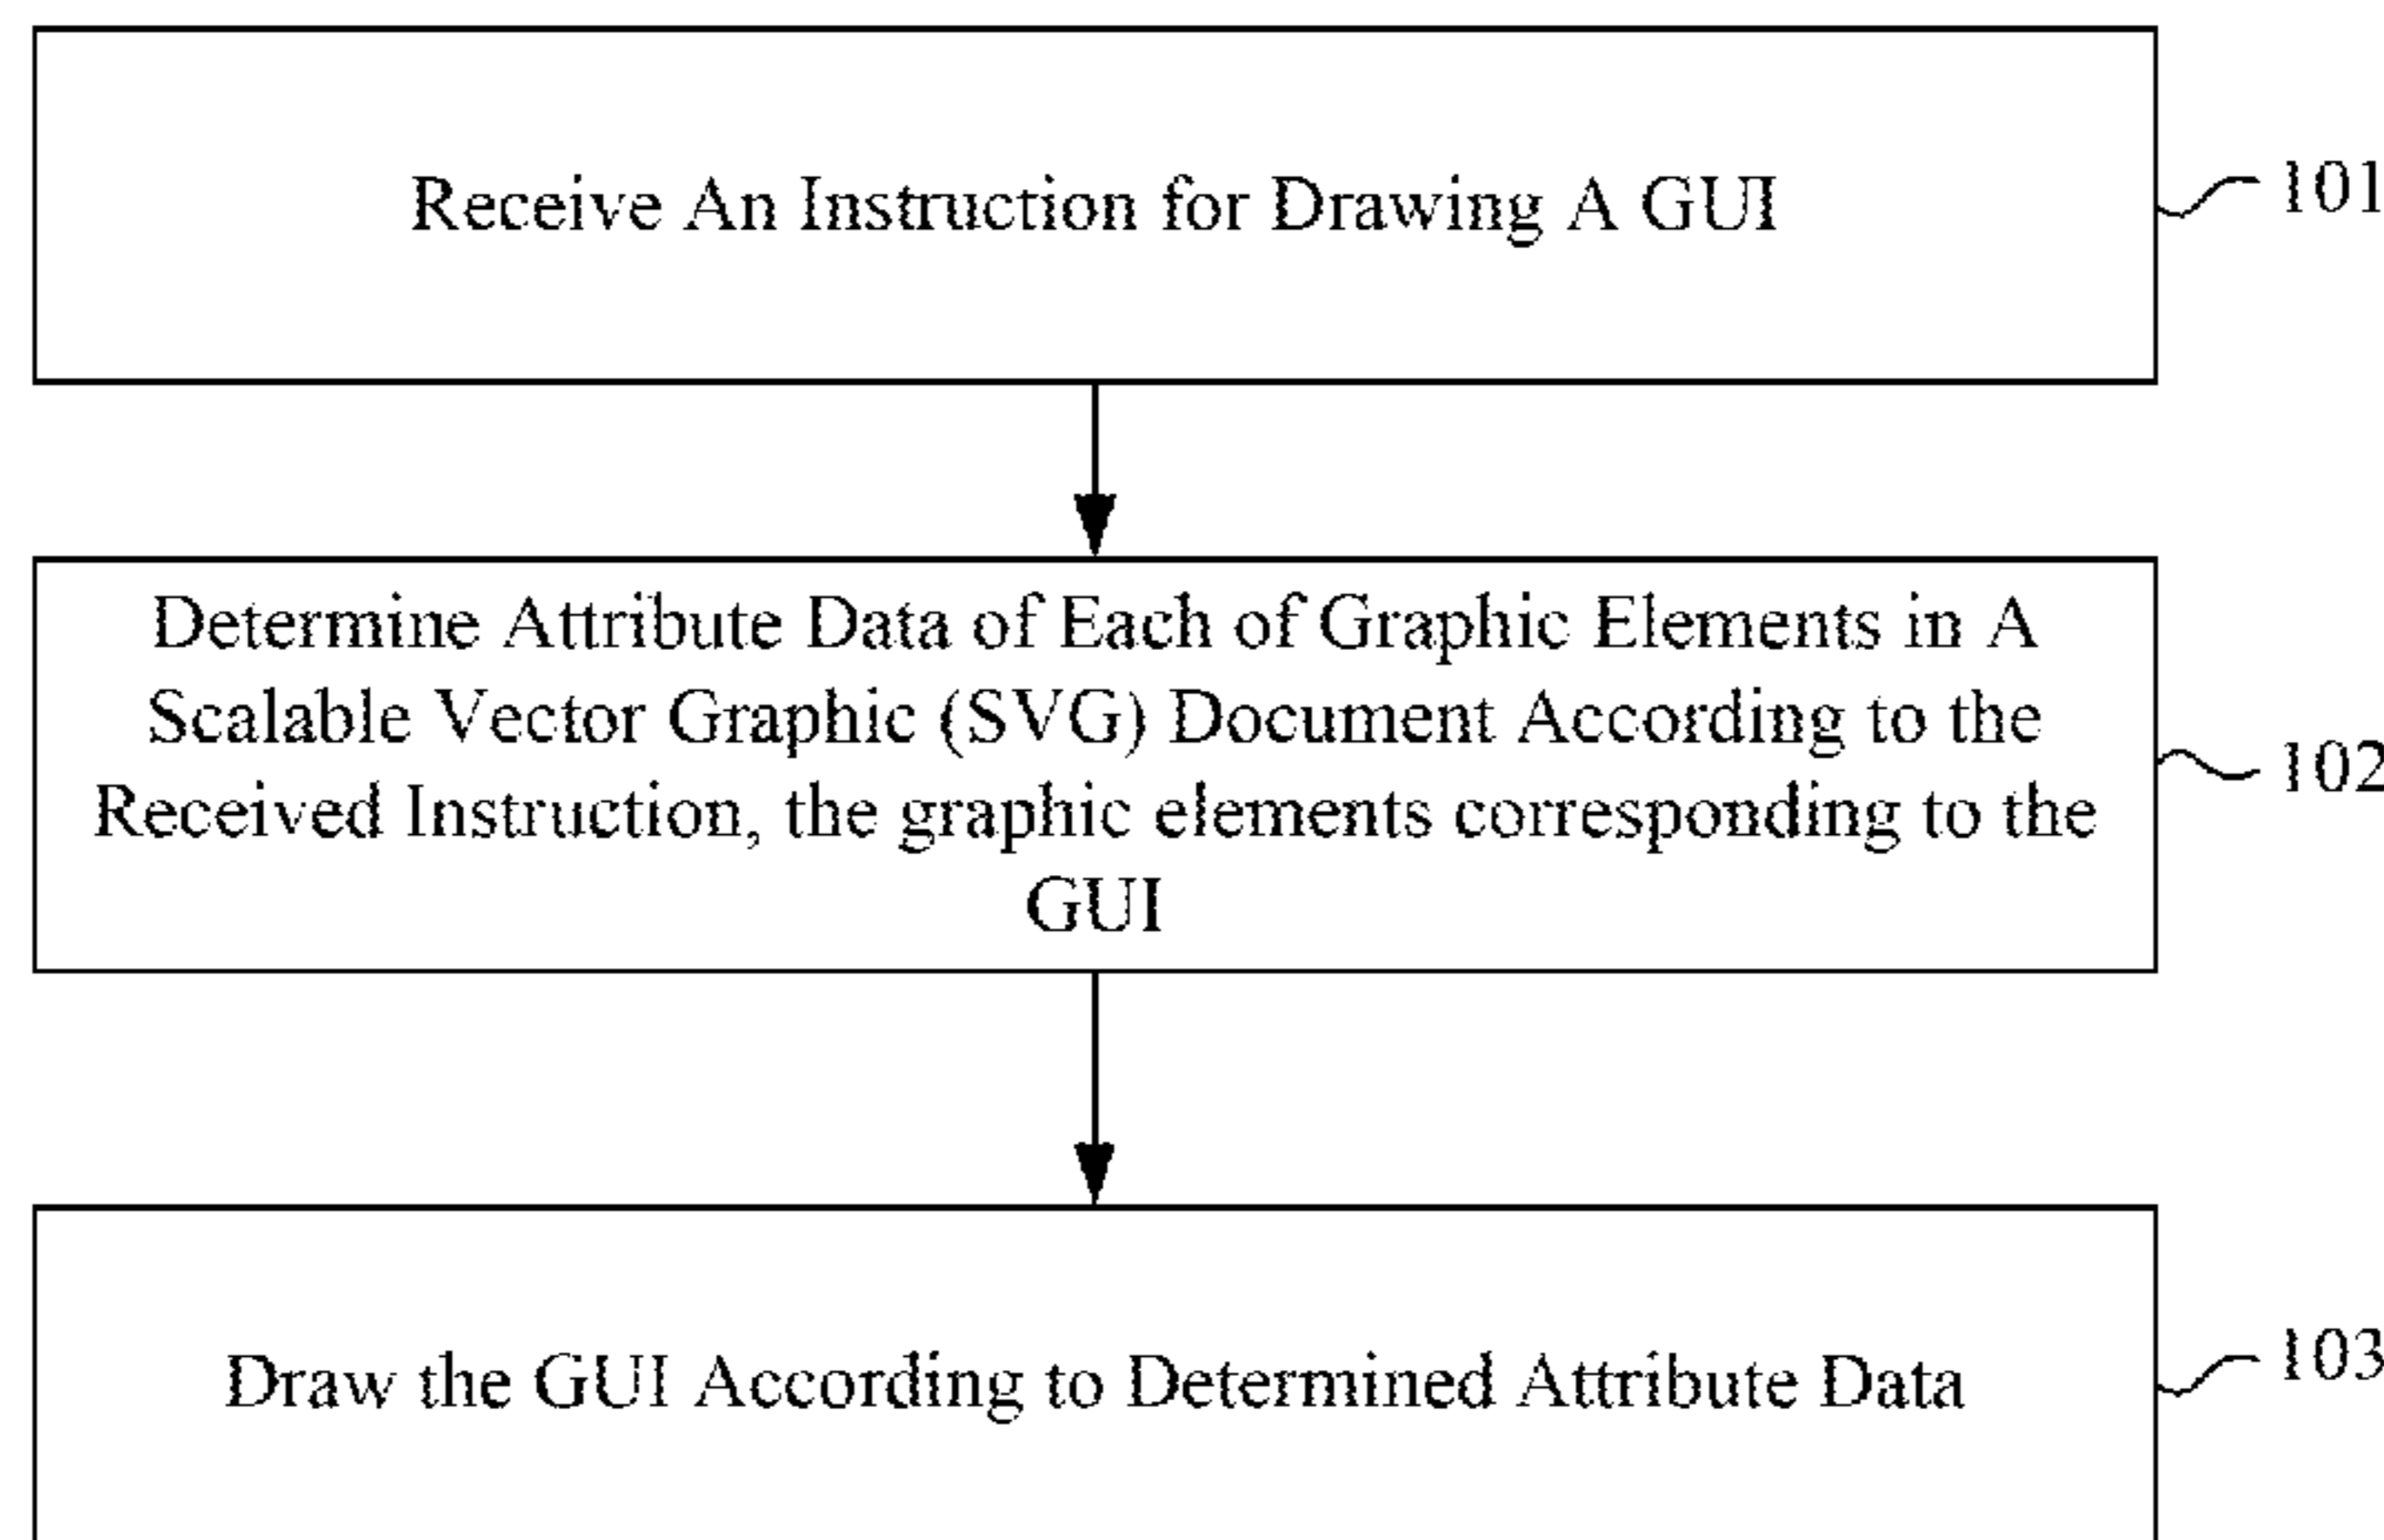 Receive An Instruction for Drawing A GUI
101
Determine Attribute Data of Each of Graphic Elements in A
Scalable Vector Graphic (SVG) Document According to the
Received Instruction, the graphic elements corresponding to the
GUI
102
Draw the GUI According to Determined Attribute Data
103